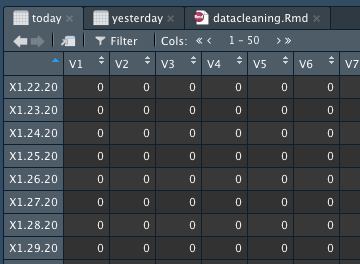 today × yesterday × datacleaning.Rmd ×
Filter Cols: «‹ 1 - 50 ›»
V1 V2 V3 V4 V5 V6 V7
X1.22.20 0 0 0 0 0 0
X1.23.20 0 0 0 0 0 0
X1.24.20 0 0 0 0 0 0
X1.25.20 0 0 0 0 0 0
X1.26.20 0 0 0 0 0 0
X1.27.20 0 0 0 0 0 0
X1.28.20 0 0 0 0 0 0
X1.29.20 0 0 0 0 0 0